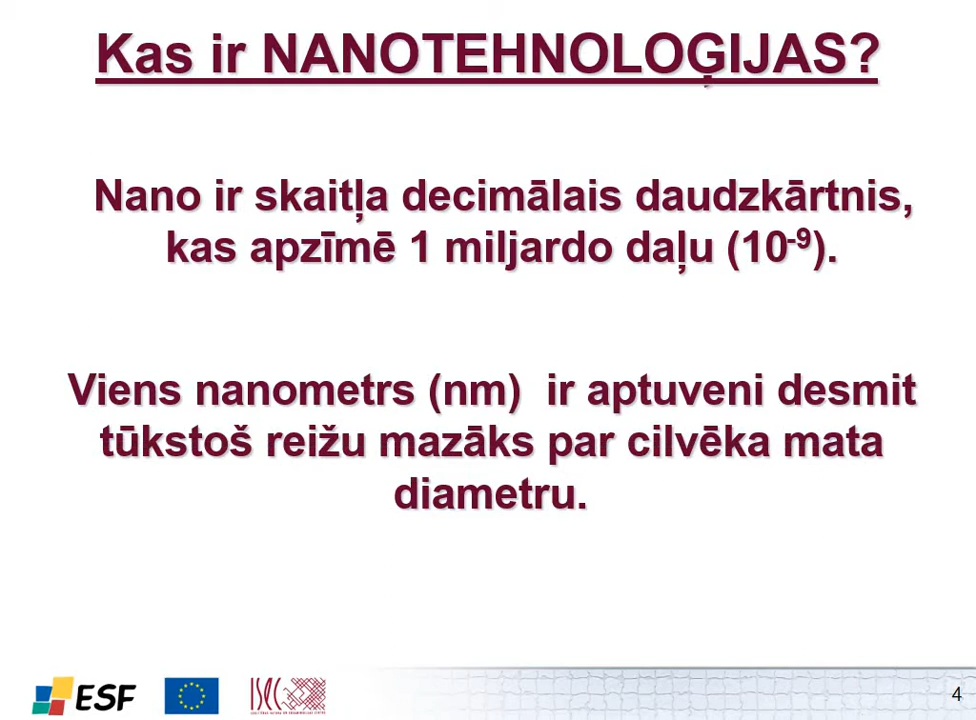 Kas ir NANOTEHNOLOĢIJAS?
Nano ir skaitļa decimālais daudzkārtnis,
kas apzīmē 1 miljardo daļu (10⁻⁹).
Viens nanometrs (nm) ir aptuveni desmit
tūkstoš reižu mazāks par cilvēka mata
diametru.
ESF
ISEC
4